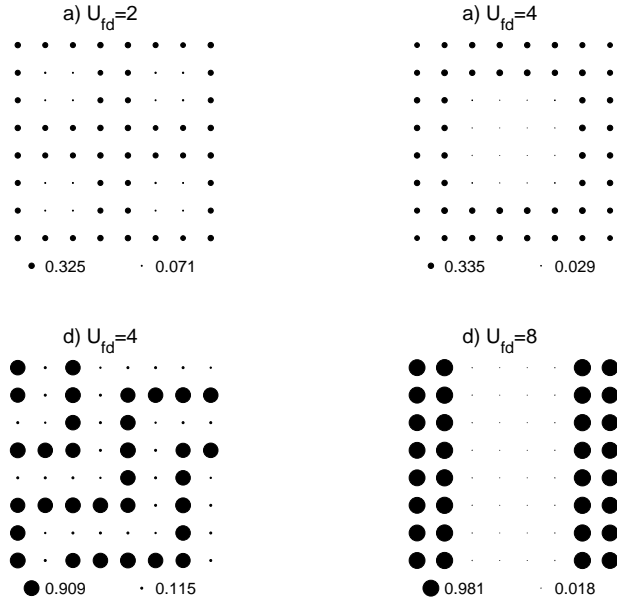 a) U_fd=2
a) U_fd=4
0.325 0.071
0.335 0.029
d) U_fd=4
d) U_fd=8
0.909 0.115
0.981 0.018